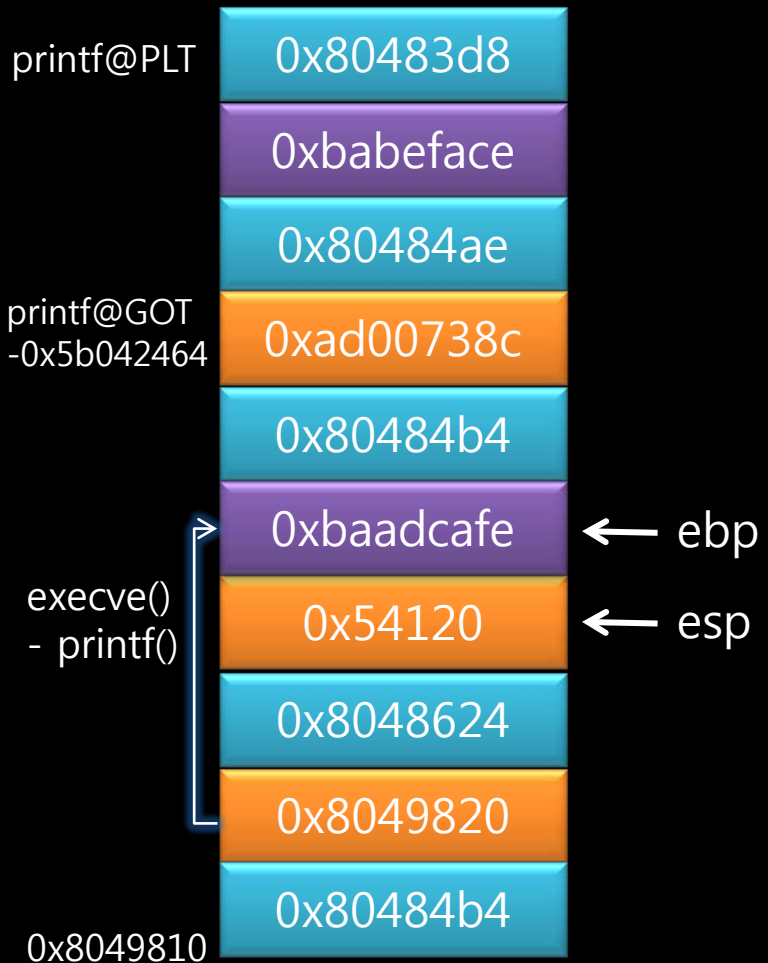 printf@PLT
0x80483d8
0xbabeface
0x80484ae
printf@GOT
-0x5b042464
0xad00738c
0x80484b4
0xbaadcafe
ebp
execve()
- printf()
0x54120
esp
0x8048624
0x8049820
0x80484b4
0x8049810